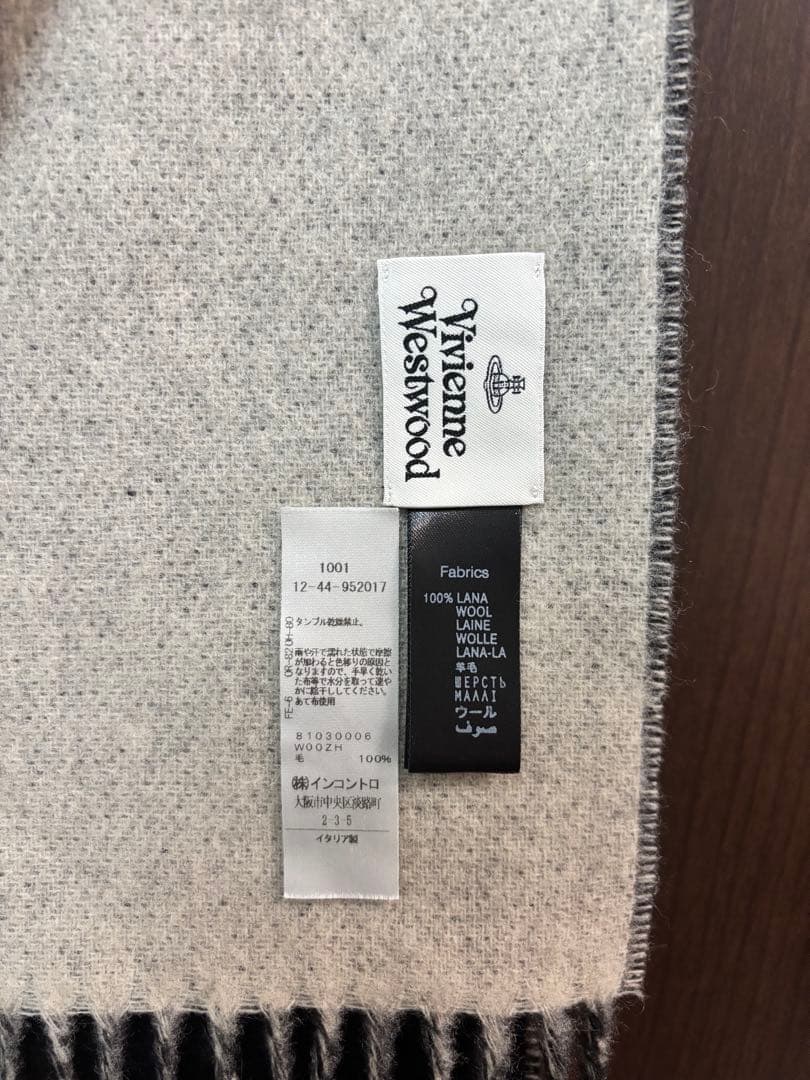 Vivienne
Westwood
Fabrics
100% LANA
WOOL
LAINE
WOLLE
LANA-LA
羊毛
ШЕРСТЬ
ΜΑΛΛΙ
ウール
صوف
1001
12-44-952017
タンブル乾燥禁止。
雨や汗で濡れた状態で摩擦
が加わると色移りの原因と
なりますので、手早く乾い
た布等で水分を取って速や
かに陰干ししてください。
あて布使用
81030006
W00ZH
毛 100%
(株)インコントロ
大阪市中央区淡路町
2-3-5
イタリア製